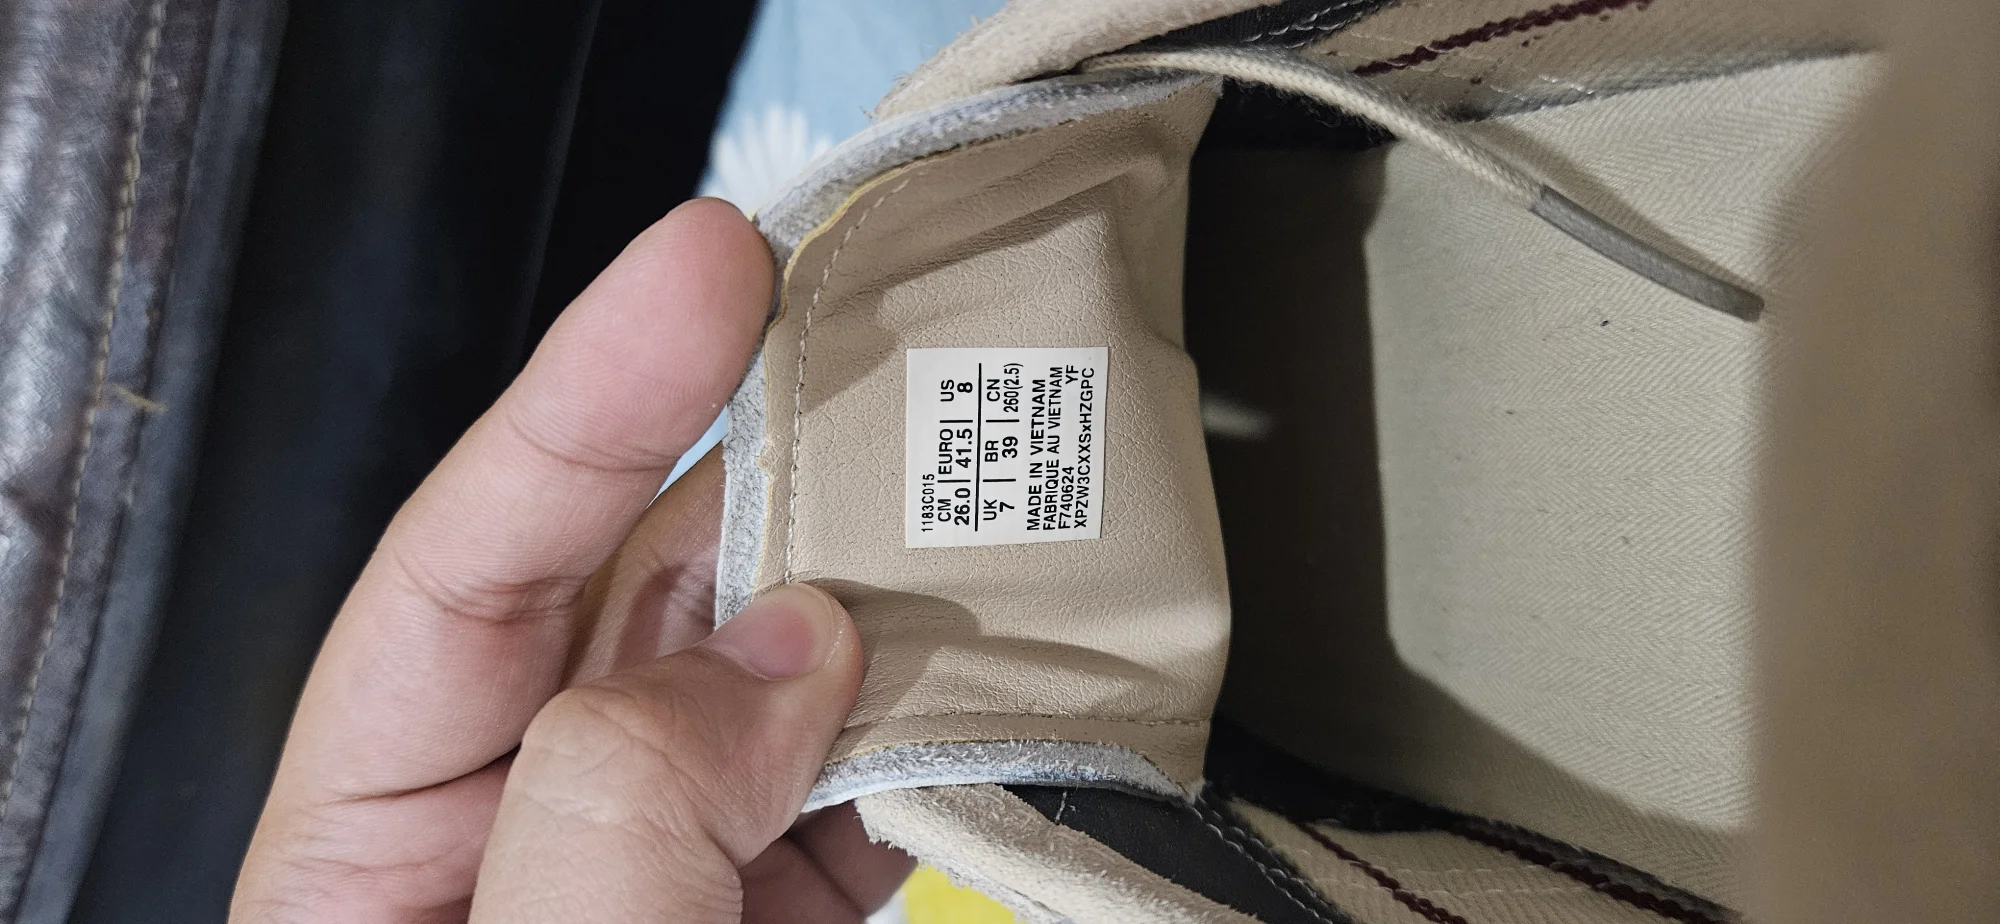 1183C015
CM | EURO | US
26.0 | 41.5 | 8
UK | BR | CN
7 | 39 | 260(2.5)
MADE IN VIETNAM
FABRIQUE AU VIETNAM
F740624 YF
XPZW3CXXSxHZGPC